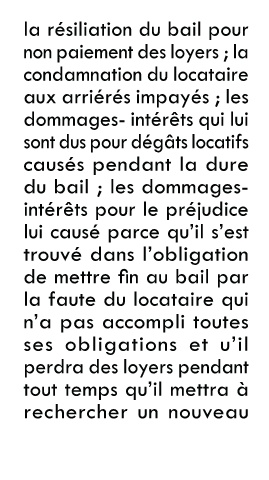 la résiliation du bail pour
non paiement des loyers ; la
condamnation du locataire
aux arriérés impayés ; les
dommages- intérêts qui lui
sont dus pour dégâts locatifs
causés pendant la dure
du bail ; les dommages-
intérêts pour le préjudice
lui causé parce qu’il s’est
trouvé dans l’obligation
de mettre fin au bail par
la faute du locataire qui
n’a pas accompli toutes
ses obligations et u’il
perdra des loyers pendant
tout temps qu’il mettra à
rechercher un nouveau